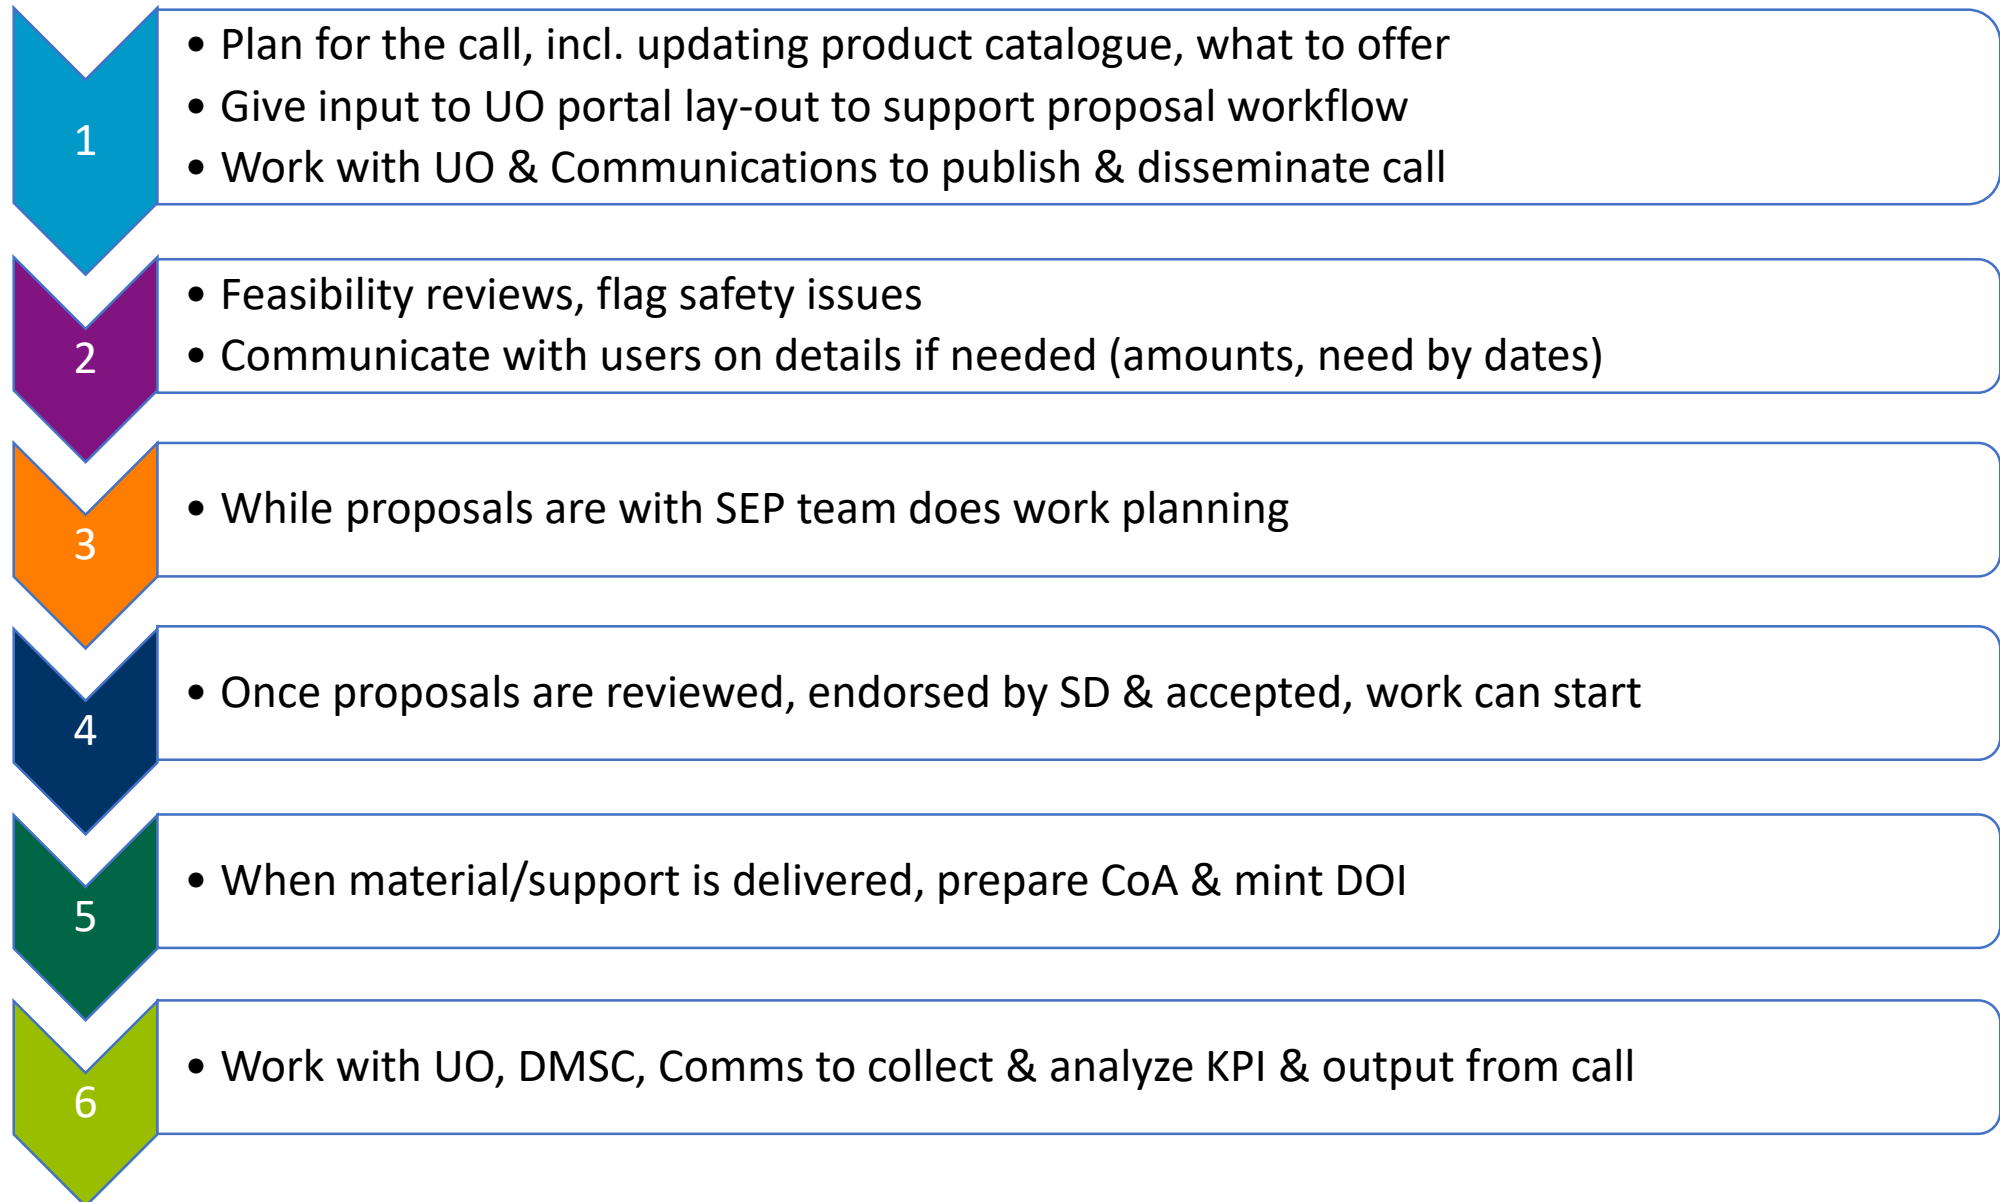 1
• Plan for the call, incl. updating product catalogue, what to offer
• Give input to UO portal lay-out to support proposal workflow
• Work with UO & Communications to publish & disseminate call
2
• Feasibility reviews, flag safety issues
• Communicate with users on details if needed (amounts, need by dates)
3
• While proposals are with SEP team does work planning
4
• Once proposals are reviewed, endorsed by SD & accepted, work can start
5
• When material/support is delivered, prepare CoA & mint DOI
6
• Work with UO, DMSC, Comms to collect & analyze KPI & output from call